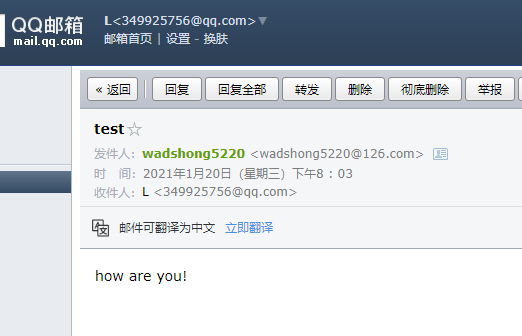 QQ邮箱
mail.qq.com
L<349925756@qq.com>
邮箱首页 | 设置 - 换肤
« 返回 回复 回复全部 转发 删除 彻底删除 举报
test☆
发件人: wadshong5220 <wadshong5220@126.com>
时 间: 2021年1月20日 (星期三) 下午8:03
收件人: L <349925756@qq.com>
邮件可翻译为中文 立即翻译
how are you!